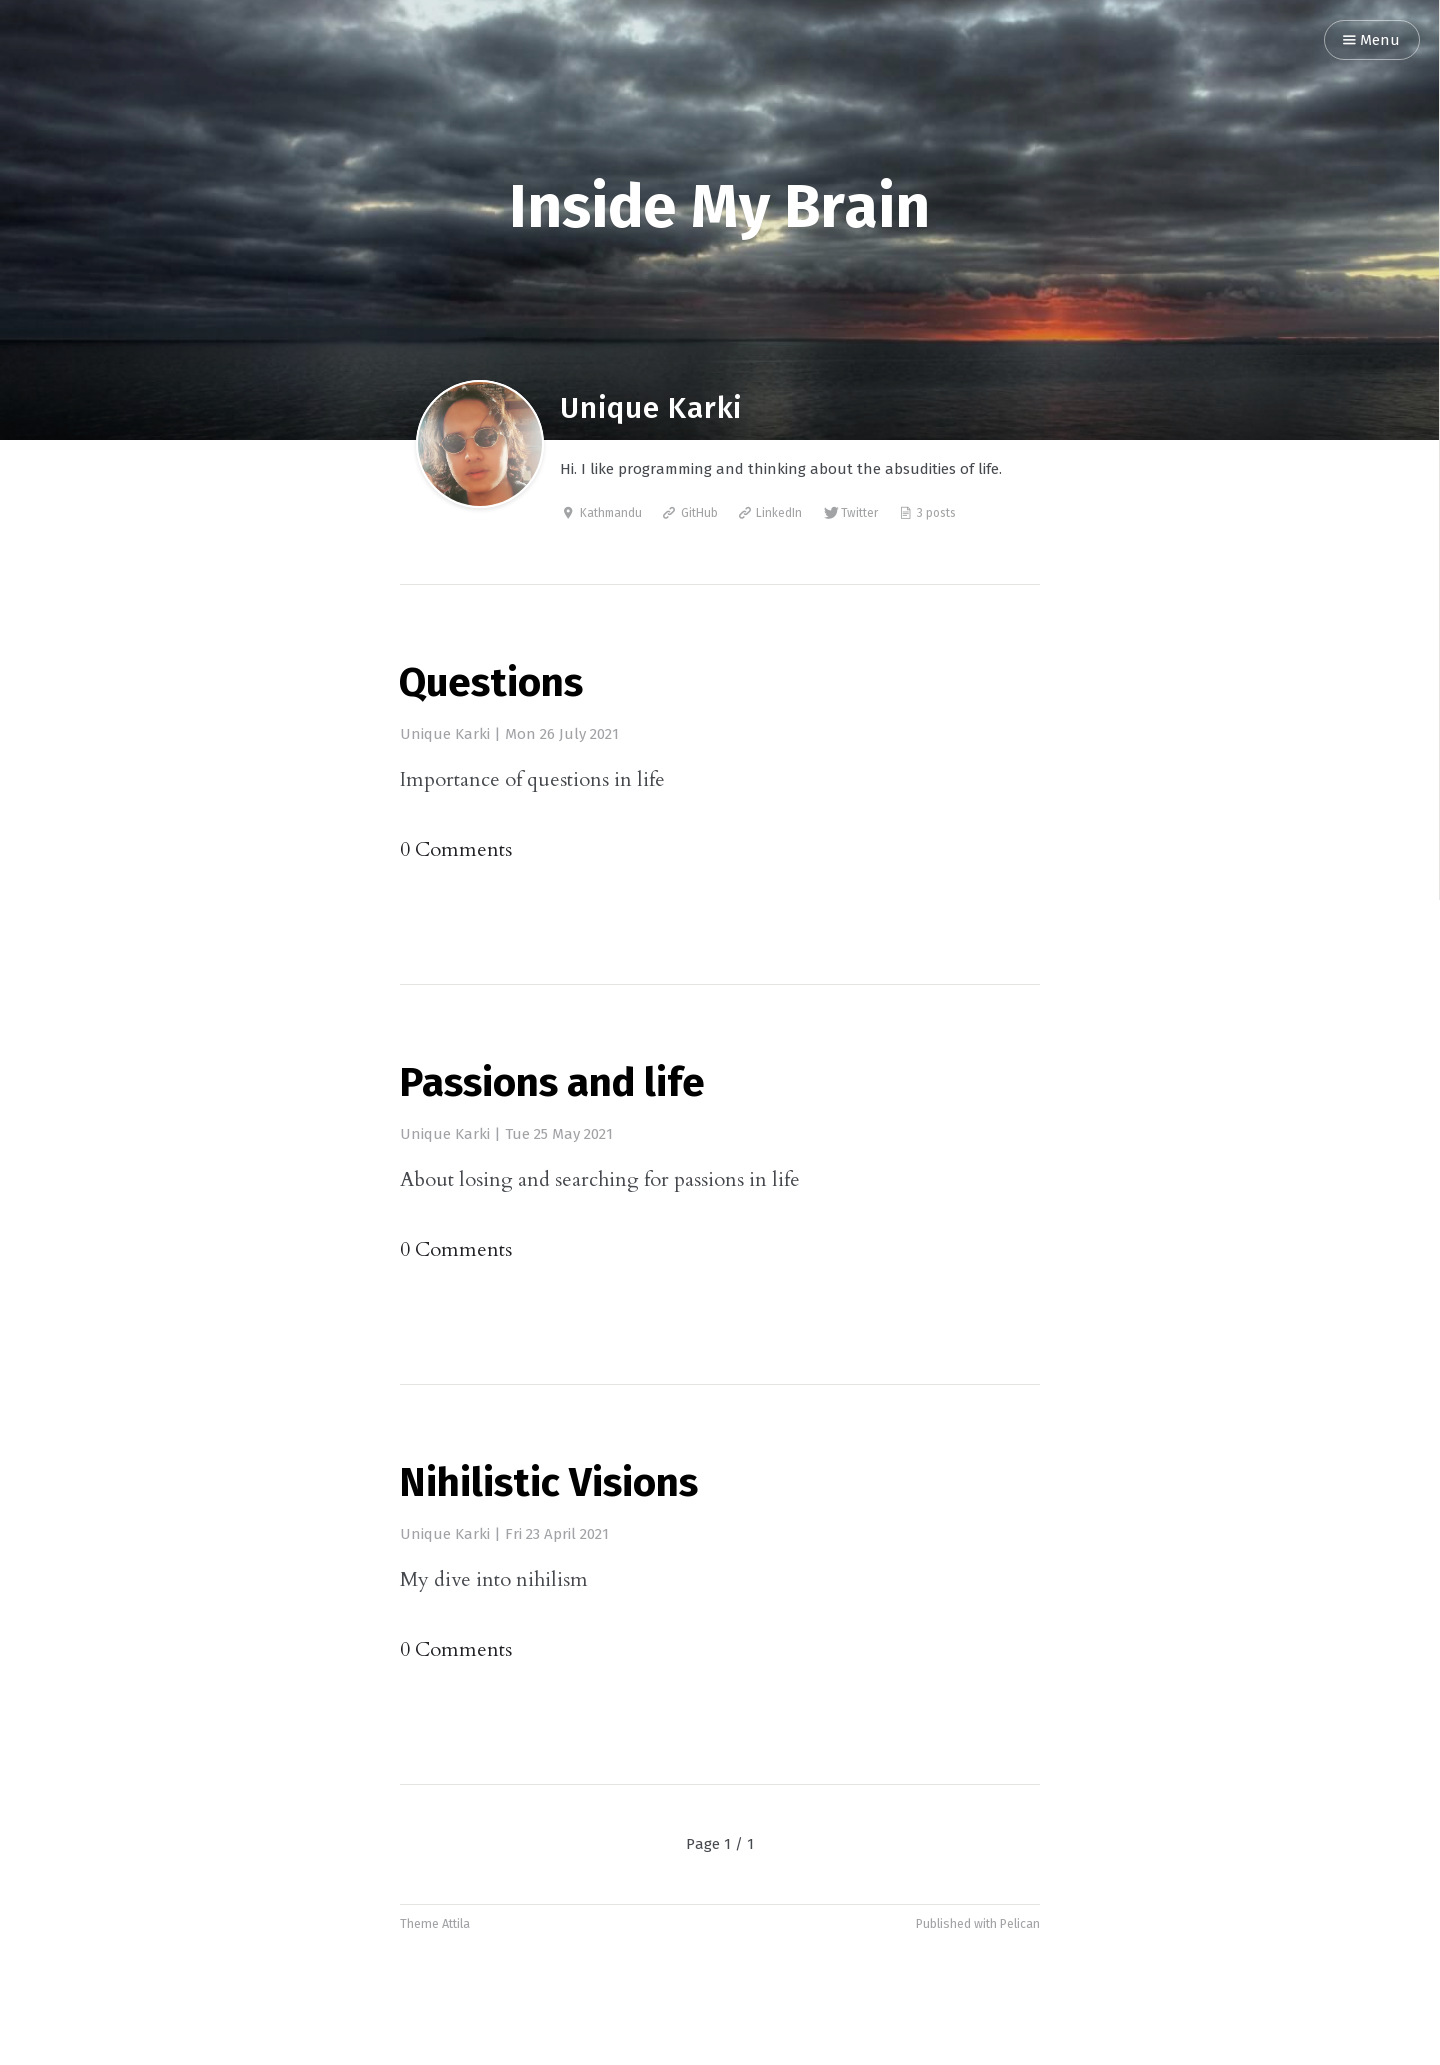 Menu
Inside My Brain
Unique Karki
Hi. I like programming and thinking about the absudities of life.
Kathmandu GitHub LinkedIn Twitter 3 posts
Questions
Unique Karki | Mon 26 July 2021
Importance of questions in life
0 Comments
Passions and life
Unique Karki | Tue 25 May 2021
About losing and searching for passions in life
0 Comments
Nihilistic Visions
Unique Karki | Fri 23 April 2021
My dive into nihilism
0 Comments
Page 1 / 1
Theme Attila Published with Pelican